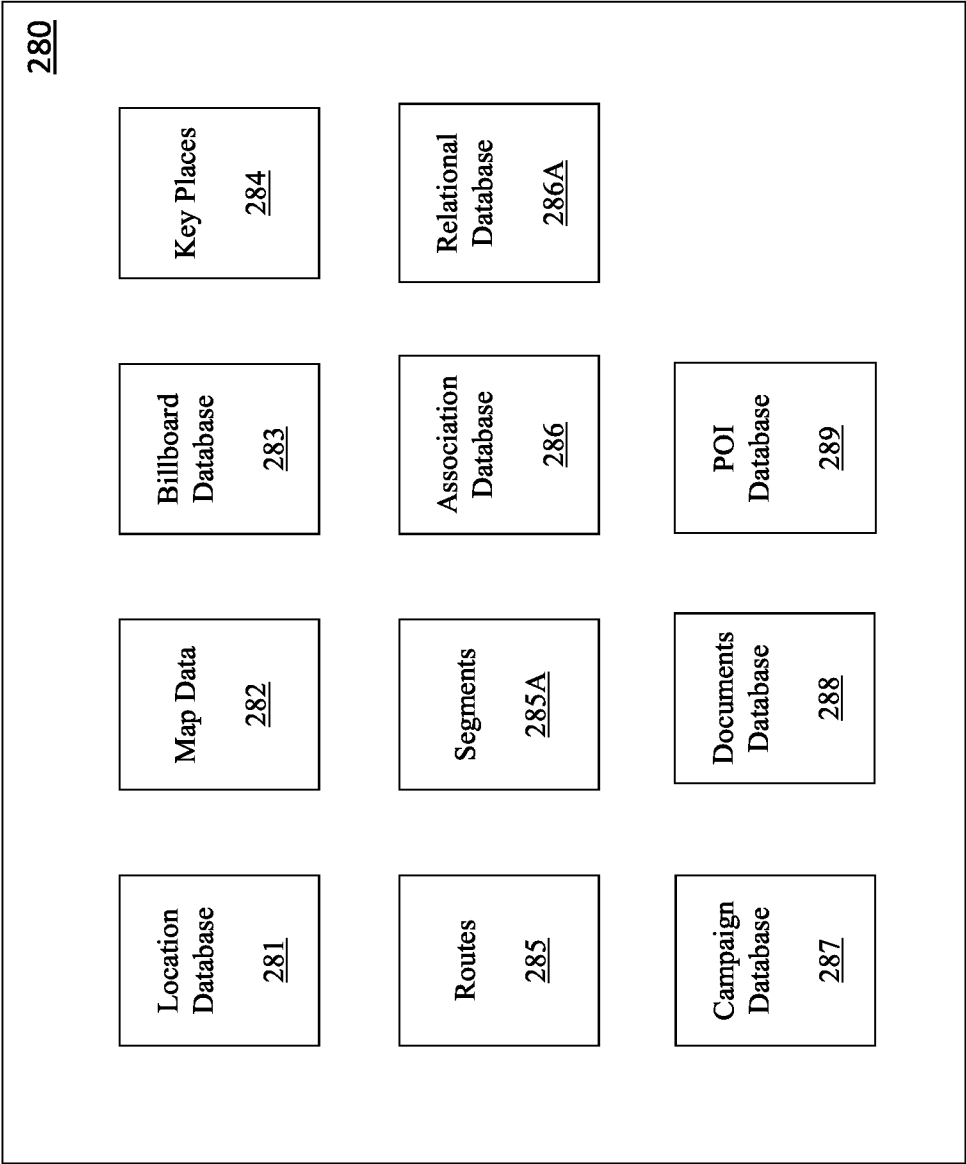 280
Location
Database
281
Map Data
282
Billboard
Database
283
Key Places
284
Routes
285
Segments
285A
Association
Database
286
Relational
Database
286A
Campaign
Database
287
Documents
Database
288
POI
Database
289